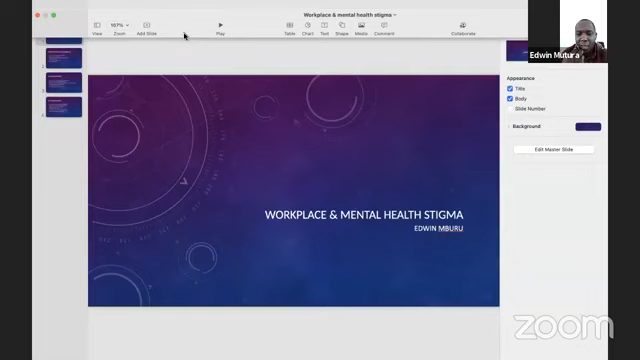 Workplace & mental health stigma
167%
View
Zoom
Add Slide
Play
Table
Chart
Text
Shape
Media
Comment
Collaborate
Edwin Mutura
Appearance
Title
Body
Slide Number
Background
Edit Master Slide
WORKPLACE & MENTAL HEALTH STIGMA
EDWIN MBURU
zoom